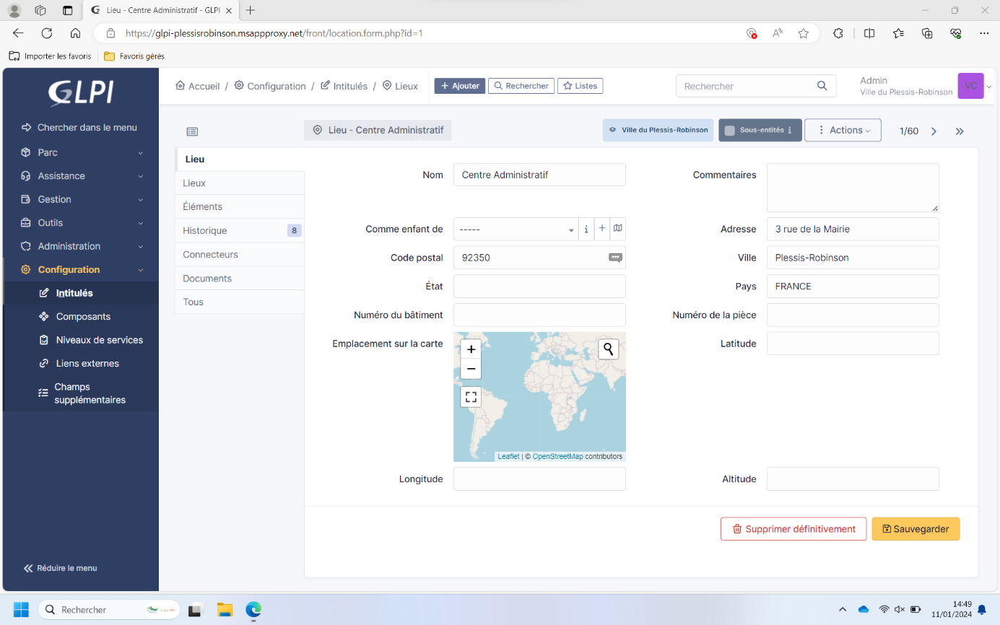 Lieu - Centre Administratif - GLPI
https://glpi-plessisrobinson.msappproxy.net/front/location.form.php?id=1
Importer les favoris
Favoris gérés
GLPI
Accueil / Configuration / Intitulés / Lieux
Ajouter
Rechercher
Listes
Rechercher
Admin
Ville du Plessis-Robinson
VC
Chercher dans le menu
Parc
Assistance
Gestion
Outils
Administration
Configuration
Intitulés
Composants
Niveaux de services
Liens externes
Champs
supplémentaires
Réduire le menu
Lieu - Centre Administratif
Ville du Plessis-Robinson
Sous-entités i
Actions
1/60
Lieu
Lieux
Éléments
Historique 8
Connecteurs
Documents
Tous
Nom Centre Administratif
Commentaires
Comme enfant de -----
Adresse 3 rue de la Mairie
Code postal 92350
Ville Plessis-Robinson
État
Pays FRANCE
Numéro du bâtiment
Numéro de la pièce
Emplacement sur la carte
Latitude
Leaflet | © OpenStreetMap contributors
Longitude
Altitude
Supprimer définitivement
Sauvegarder
Rechercher
14:49
11/01/2024